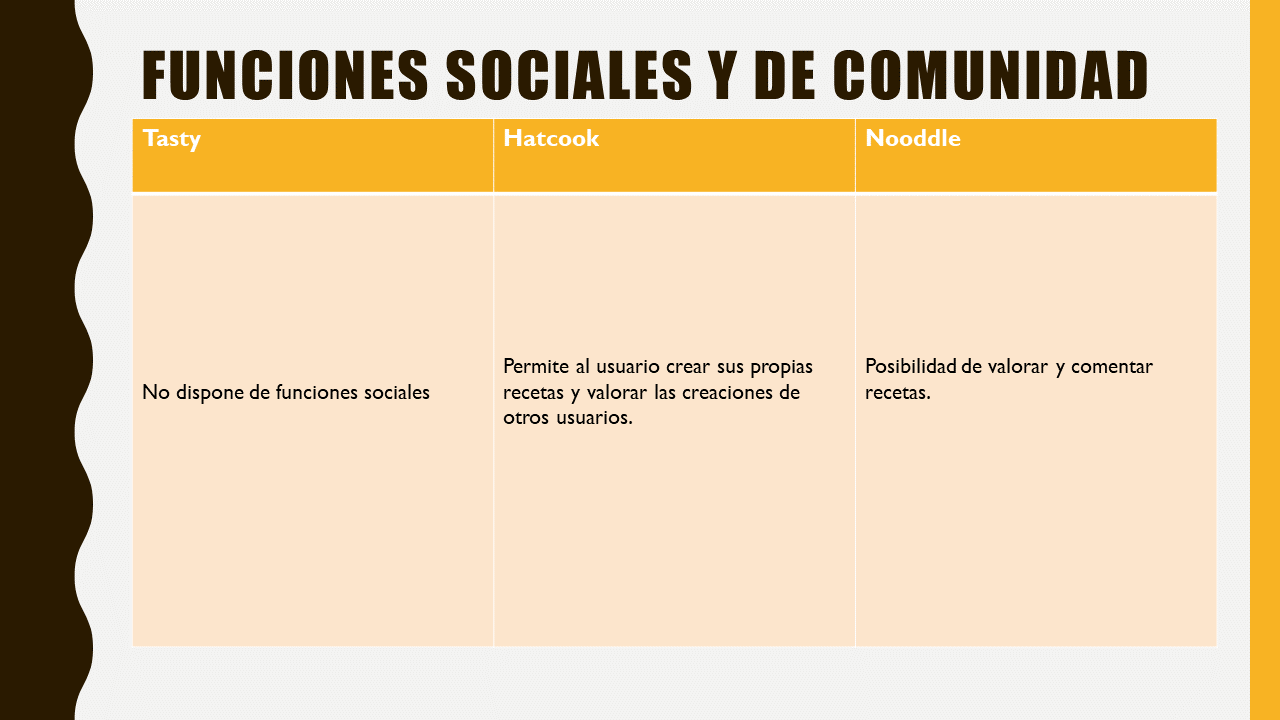 FUNCIONES SOCIALES Y DE COMUNIDAD
Tasty
Hatcook
Nooddle
No dispone de funciones sociales
Permite al usuario crear sus propias
recetas y valorar las creaciones de
otros usuarios.
Posibilidad de valorar y comentar
recetas.